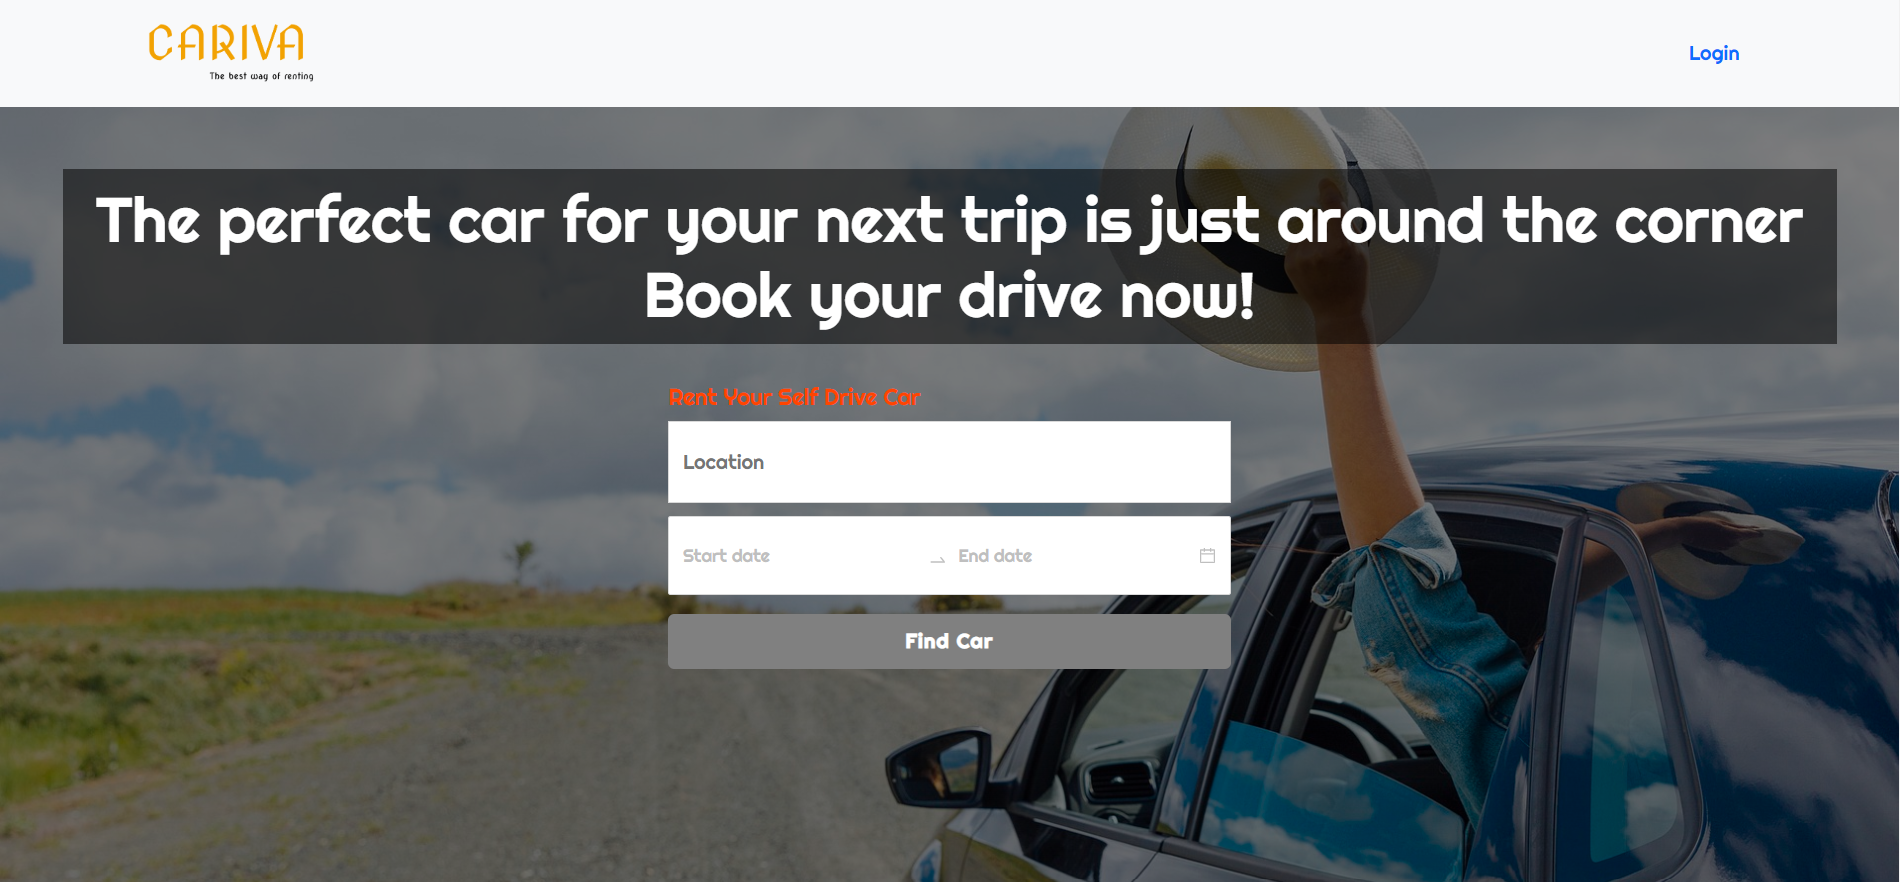 CARIVA
The best way of renting
Login
The perfect car for your next trip is just around the corner
Book your drive now!
Rent Your Self Drive Car
Location
Start date
End date
Find Car